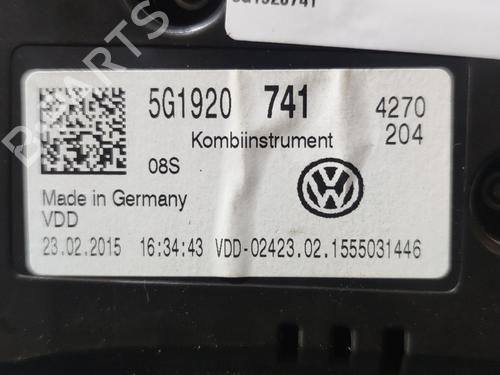 5G1920741
5G1920 741 4270
Kombiinstrument 204
08S
Made in Germany
VDD
23.02.2015 16:34:43 VDD-02423.02.1555031446